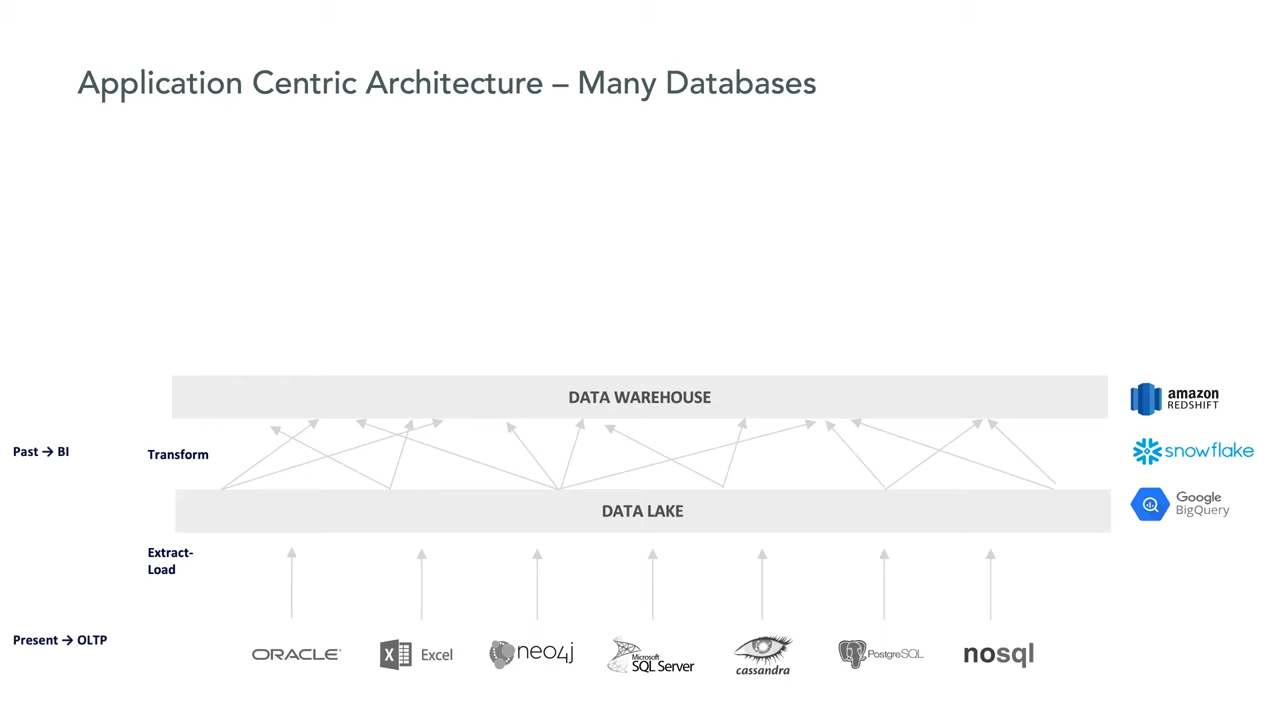 Application Centric Architecture – Many Databases
DATA WAREHOUSE
amazon
REDSHIFT
Past → BI
Transform
snowflake
DATA LAKE
Google
BigQuery
Extract-
Load
Present → OLTP
ORACLE
X
Excel
neo4j
Microsoft
SQL Server
cassandra
PostgreSQL
nosql